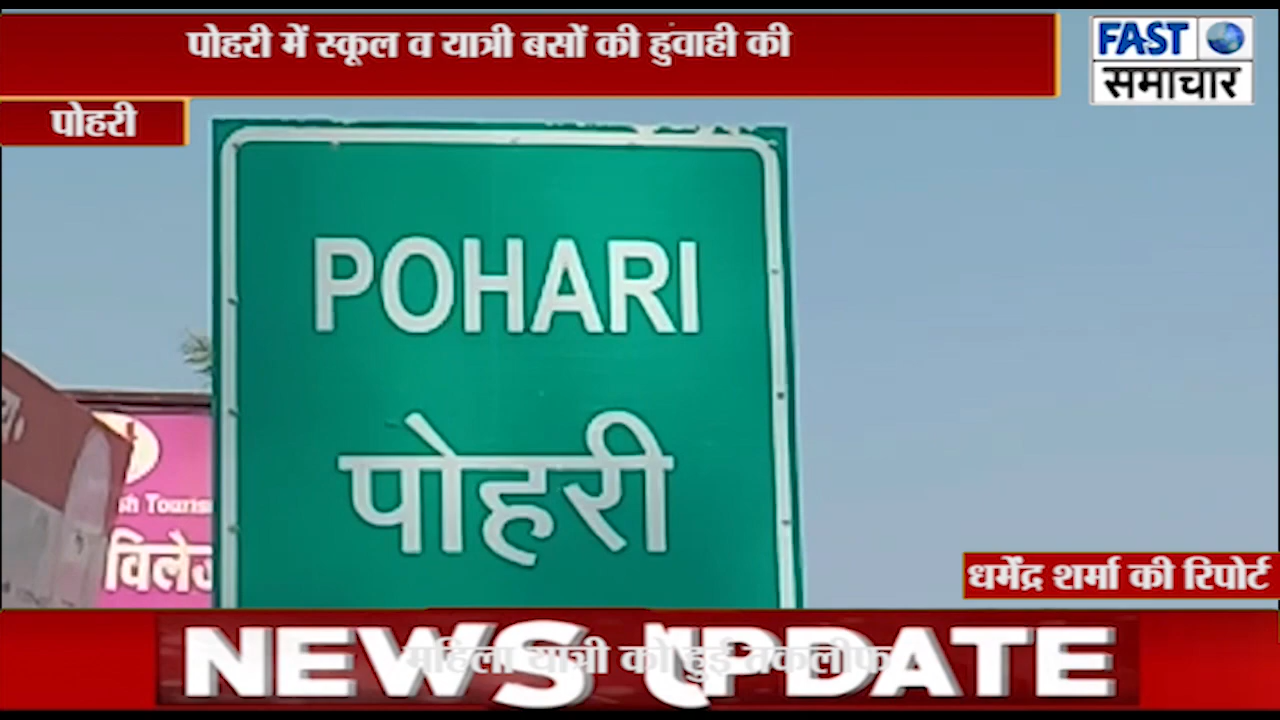 पोहरी में स्कूल व यात्री बसों की हुंवाही की
FAST
समाचार
पोहरी
POHARI
पोहरी
विलेज
धर्मेंद्र शर्मा की रिपोर्ट
NEWS UPDATE
महिला यात्री को हुई तकलीफ